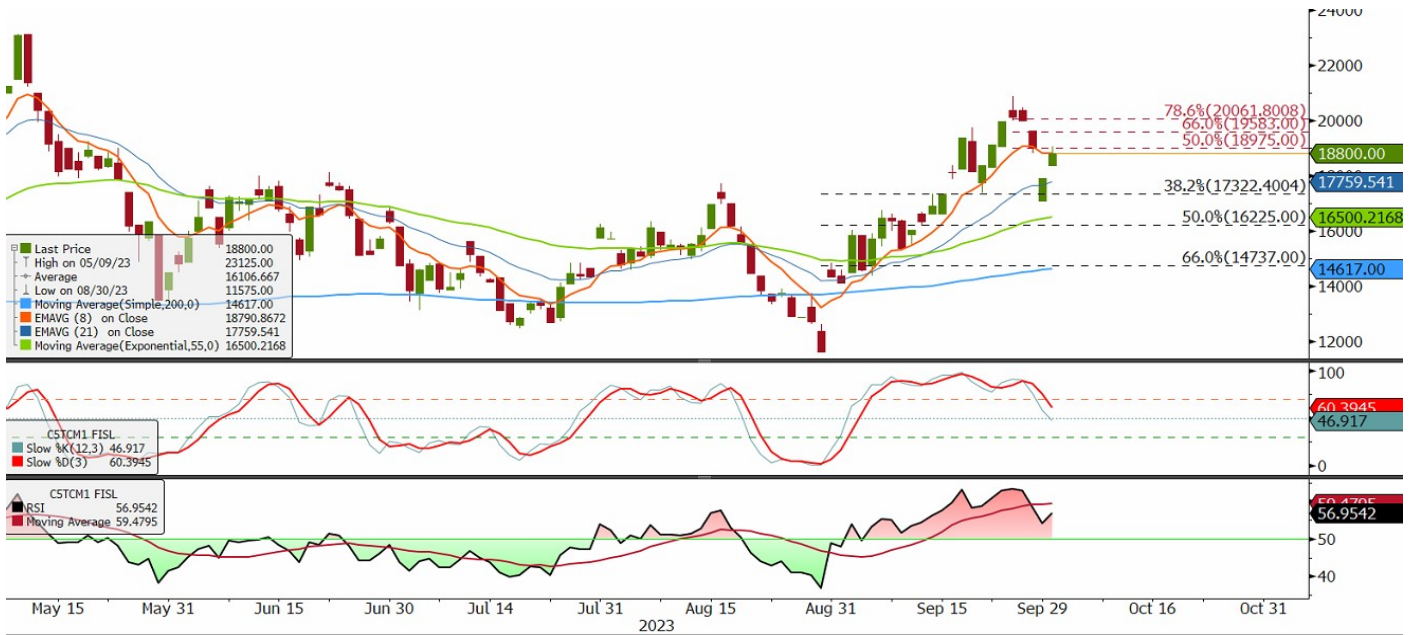 24000
22000
78.6%(20061.8008)
20000
66.0%(19583.00)
50.0%(18975.00)
18800.00
38.2%(17322.4004)
17759.541
50.0%(16225.00)
16500.2168
16000
66.0%(14737.00)
14617.00
14000
12000
Last Price 18800.00
High on 05/09/23 23125.00
Average 16106.667
Low on 08/30/23 11575.00
Moving Average(Simple,200,0) 14617.00
EMAVG (8) on Close 18790.8672
EMAVG (21) on Close 17759.541
Moving Average(Exponential,55,0) 16500.2168
100
60.3945
46.917
0
CSTCM1 FISL
Slow %K(12,3) 46.917
Slow %D(3) 60.3945
CSTCM1 FISL
RSI 56.9542
Moving Average 59.4795
59.4795
56.9542
50
40
May 15 May 31 Jun 15 Jun 30 Jul 14 Jul 31 Aug 15 Aug 31 Sep 15 Sep 29 Oct 16 Oct 31
2023